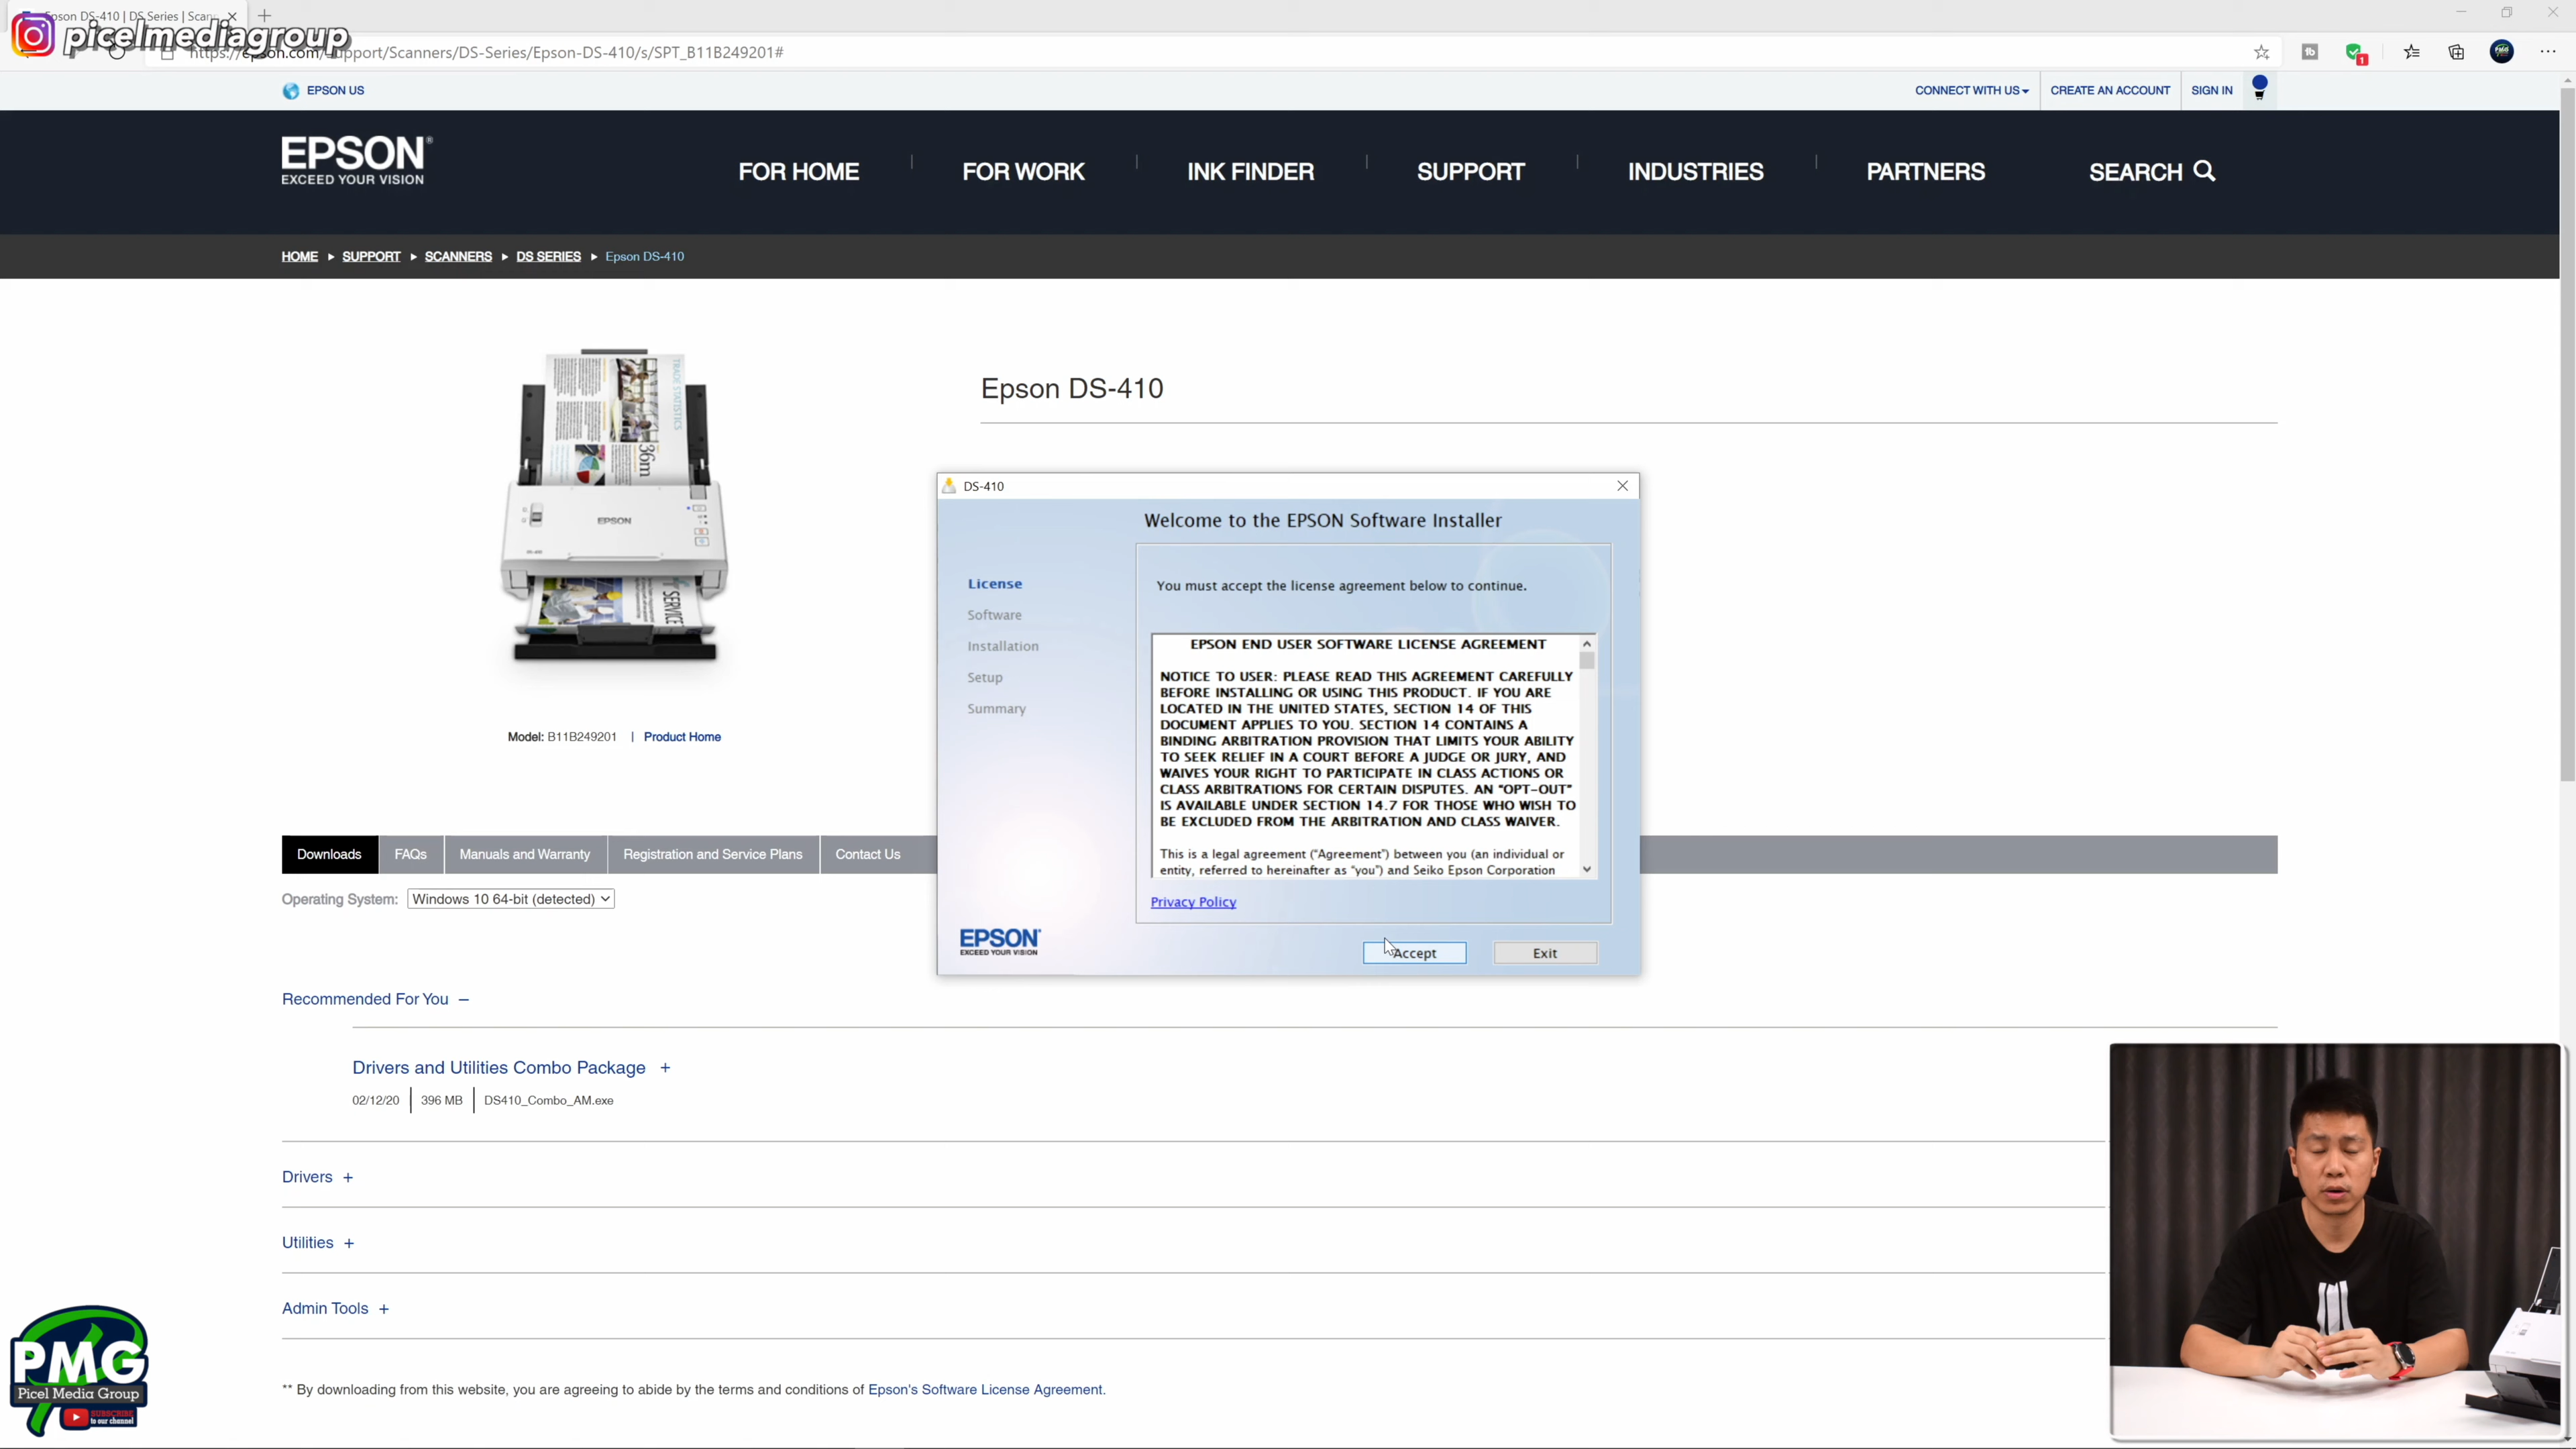 Epson DS-410 | DS Series | Scan
picelmediagroup
https://epson.com/Support/Scanners/DS-Series/Epson-DS-410/s/SPT_B11B249201#
EPSON US
CONNECT WITH US
CREATE AN ACCOUNT
SIGN IN
EPSON
EXCEED YOUR VISION
FOR HOME
FOR WORK
INK FINDER
SUPPORT
INDUSTRIES
PARTNERS
SEARCH
HOME ▸ SUPPORT ▸ SCANNERS ▸ DS SERIES ▸ Epson DS-410
TRADE STATISTICS
36m
EPSON
SERVICE
Epson DS-410
Model: B11B249201 | Product Home
DS-410
Welcome to the EPSON Software Installer
License
Software
Installation
Setup
Summary
You must accept the license agreement below to continue.
EPSON END USER SOFTWARE LICENSE AGREEMENT
NOTICE TO USER: PLEASE READ THIS AGREEMENT CAREFULLY
BEFORE INSTALLING OR USING THIS PRODUCT. IF YOU ARE
LOCATED IN THE UNITED STATES, SECTION 14 OF THIS
DOCUMENT APPLIES TO YOU. SECTION 14 CONTAINS A
BINDING ARBITRATION PROVISION THAT LIMITS YOUR ABILITY
TO SEEK RELIEF IN A COURT BEFORE A JUDGE OR JURY, AND
WAIVES YOUR RIGHT TO PARTICIPATE IN CLASS ACTIONS OR
CLASS ARBITRATIONS FOR CERTAIN DISPUTES. AN “OPT-OUT”
IS AVAILABLE UNDER SECTION 14.7 FOR THOSE WHO WISH TO
BE EXCLUDED FROM THE ARBITRATION AND CLASS WAIVER.
This is a legal agreement (“Agreement”) between you (an individual or
entity, referred to hereinafter as “you”) and Seiko Epson Corporation
Privacy Policy
EPSON
EXCEED YOUR VISION
Accept
Exit
Downloads
FAQs
Manuals and Warranty
Registration and Service Plans
Contact Us
Operating System: Windows 10 64-bit (detected)
Recommended For You −
Drivers and Utilities Combo Package +
02/12/20 | 396 MB | DS410_Combo_AM.exe
Drivers +
Utilities +
Admin Tools +
** By downloading from this website, you are agreeing to abide by the terms and conditions of Epson's Software License Agreement.
PMG
Picel Media Group
SUBSCRIBE
to our channel